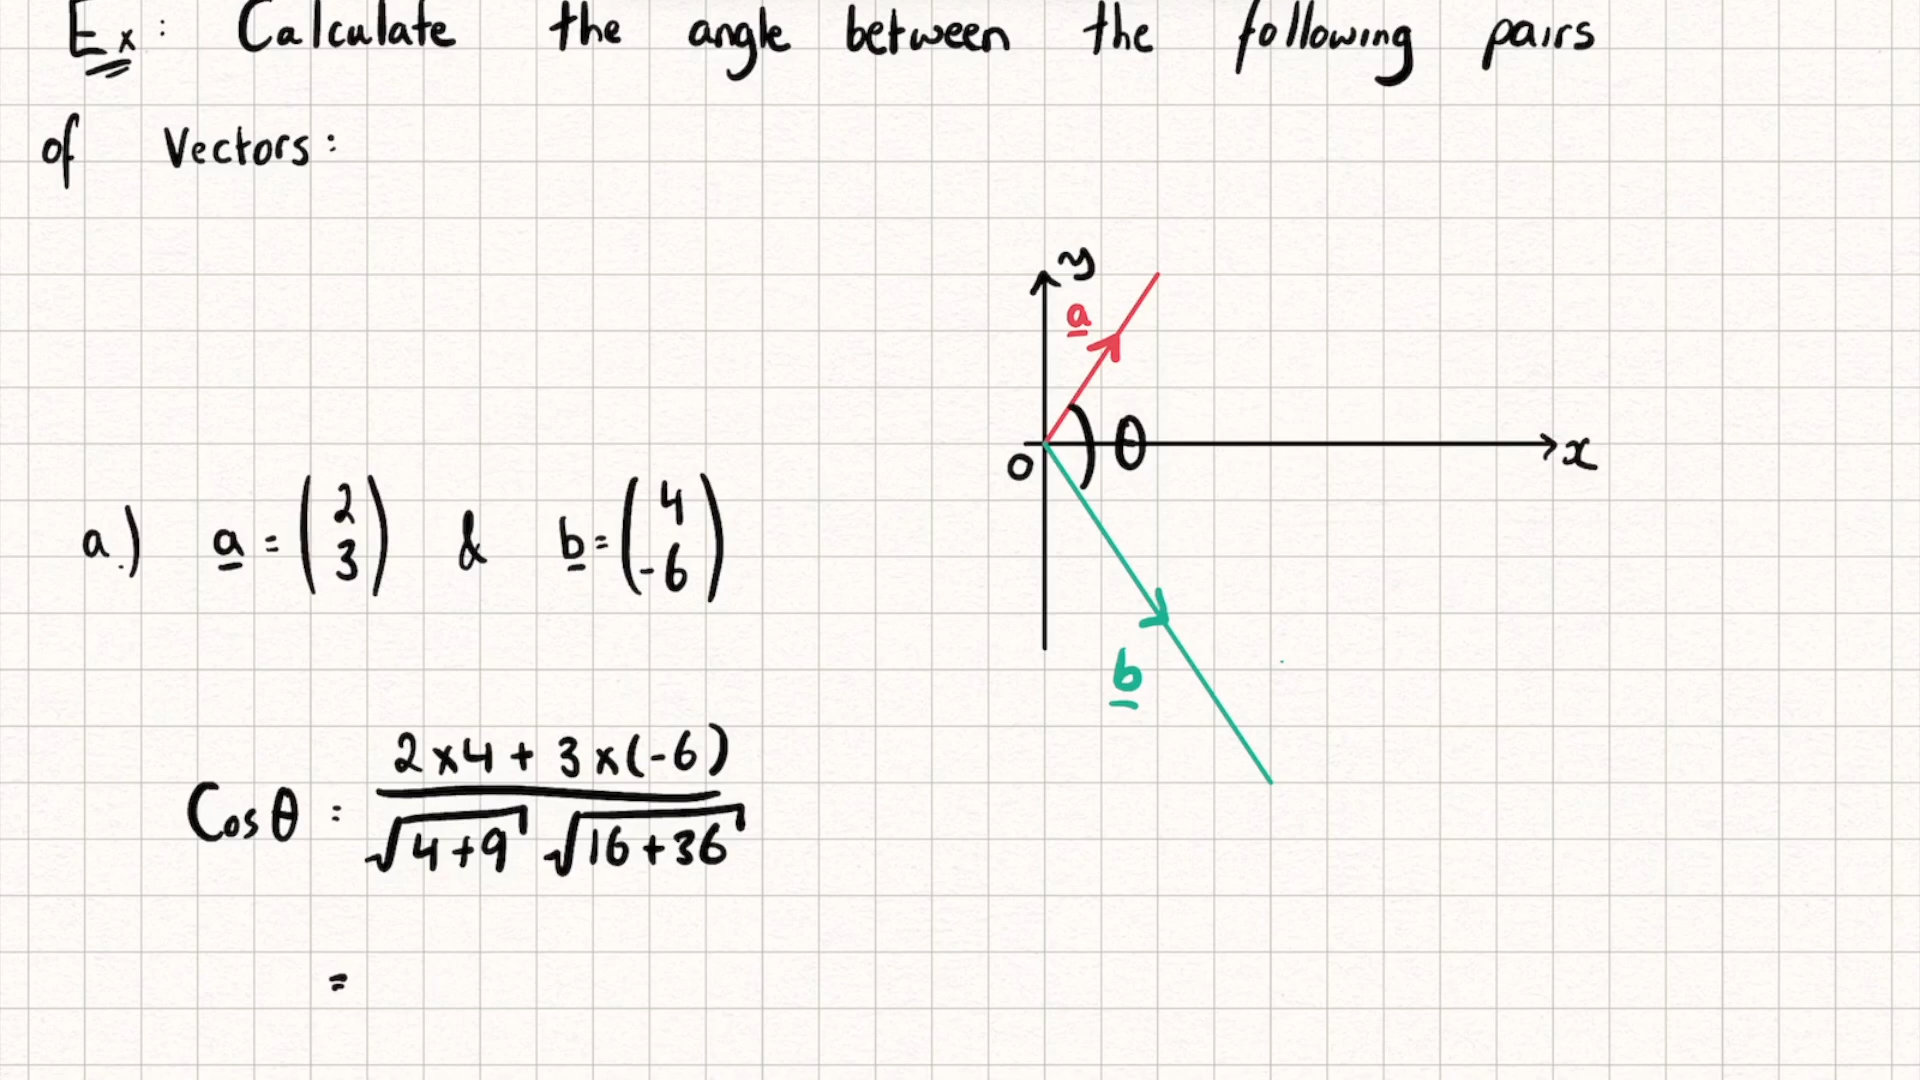 Ex: Calculate the angle between the following pairs
of Vectors:
y
a
θ
O
x
a.) a = (2 3) & b = (4 -6)
b
Cos θ = 2×4 + 3×(-6) / √4+9 √16+36
=